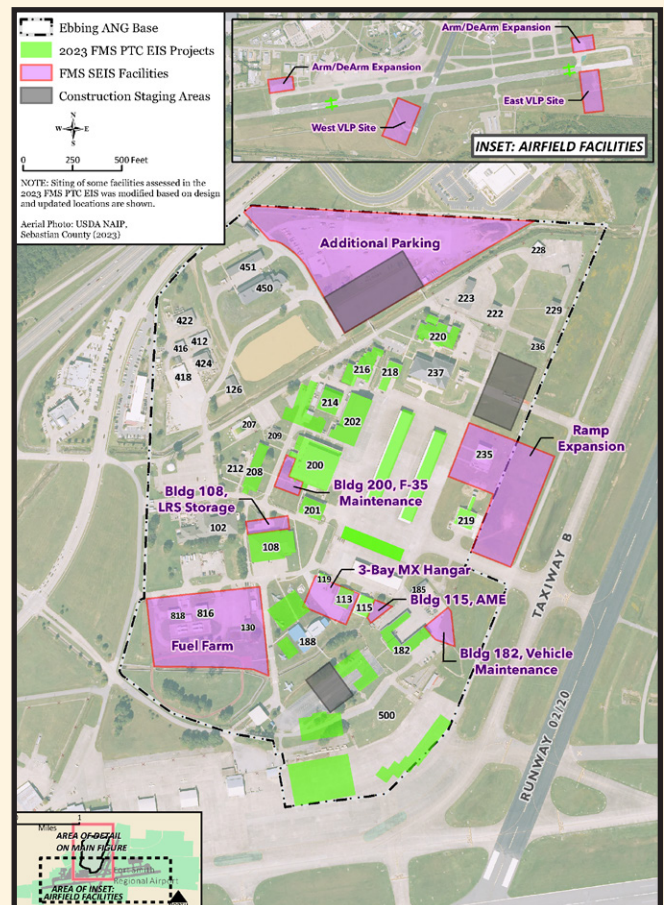 Ebbing ANG Base
2023 FMS PTC EIS Projects
FMS SEIS Facilities
Construction Staging Areas
N
W E
S
0 250 500 Feet
NOTE: Siting of some facilities assessed in the
2023 FMS PTC EIS was modified based on design
and updated locations are shown.
Aerial Photo: USDA NAIP,
Sebastian County (2023)
Arm/DeArm Expansion
Arm/DeArm Expansion
West VLP Site
East VLP Site
INSET: AIRFIELD FACILITIES
Additional Parking
451
450
228
223
222
229
422
416
412
424
418
220
236
216
218
237
126
214
202
207
209
Ramp
Expansion
235
212
208
200
Bldg 200, F-35
Maintenance
Bldg 108,
LRS Storage
201
219
102
108
3-Bay MX Hangar
119
113
115
185
Bldg 115, AME
TAXIWAY B
818
816
130
Fuel Farm
188
182
Bldg 182, Vehicle
Maintenance
500
RUNWAY 02/20
0 1
Miles
AREA OF DETAIL
ON MAIN FIGURE
Fort Smith
Regional Airport
AREA OF INSET:
AIRFIELD FACILITIES